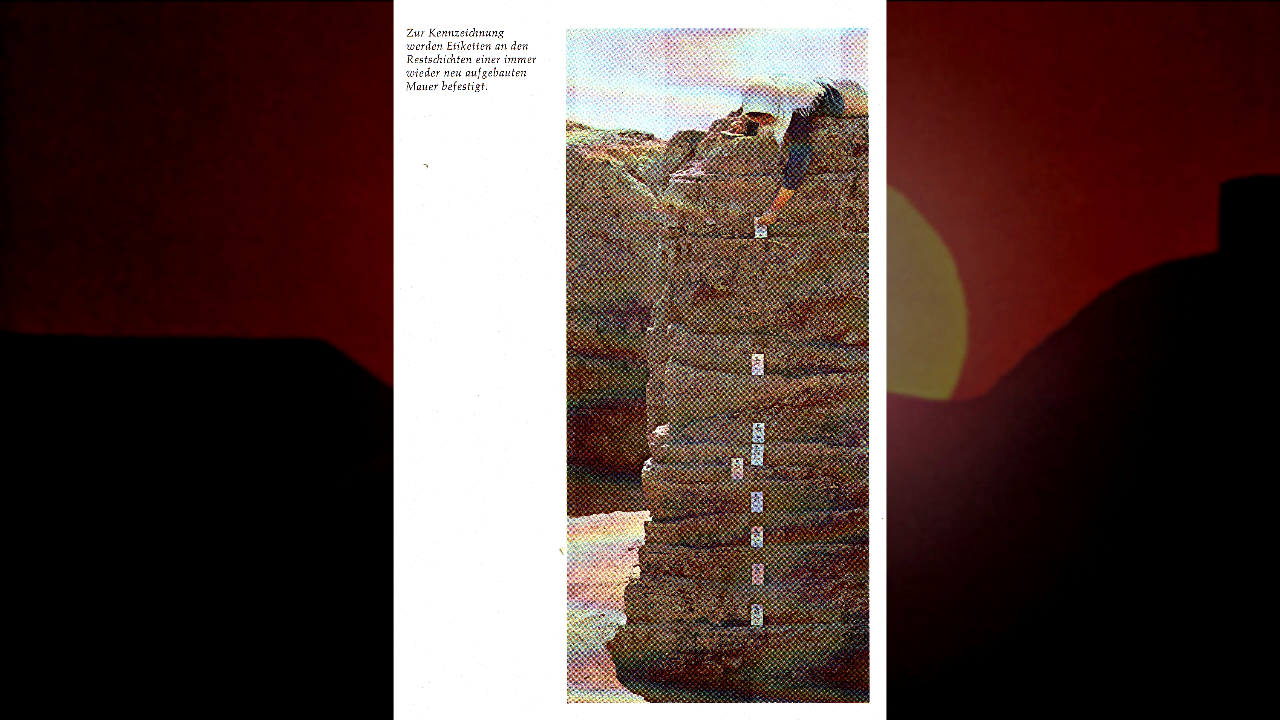 Zur Kennzeichnung
werden Etiketten an den
Restschichten einer immer
wieder neu aufgebauten
Mauer befestigt.